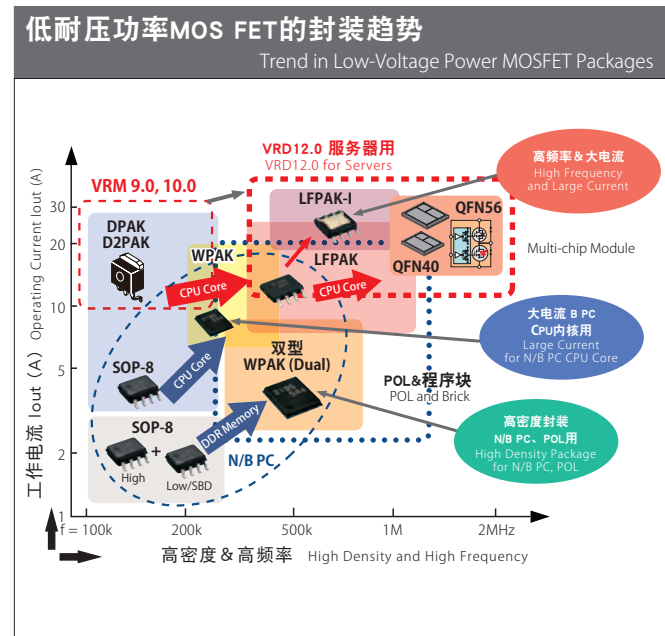 低耐压功率MOS FET的封装趋势
Trend in Low-Voltage Power MOSFET Packages
VRD12.0 服务器用
VRD12.0 for Servers
高频率&大电流
High Frequency
and Large Current
VRM 9.0, 10.0
工作电流 Iout (A) Operating Current Iout (A)
30
20
10
5
2
1
DPAK
D2PAK
WPAK
LFPAK-I
LFPAK
QFN56
QFN40
Multi-chip Module
CPU Core
CPU Core
大电流 B PC
CPU内核用
Large Current
for N/B PC CPU Core
SOP-8
CPU Core
双型
WPAK (Dual)
POL&程序块
POL and Brick
SOP-8
+
High
Low/SBD
DDR Memory
N/B PC
高密度封装
N/B PC、POL用
High Density Package
for N/B PC, POL
f = 100k
200k
500k
1M
2MHz
高密度&高频率 High Density and High Frequency